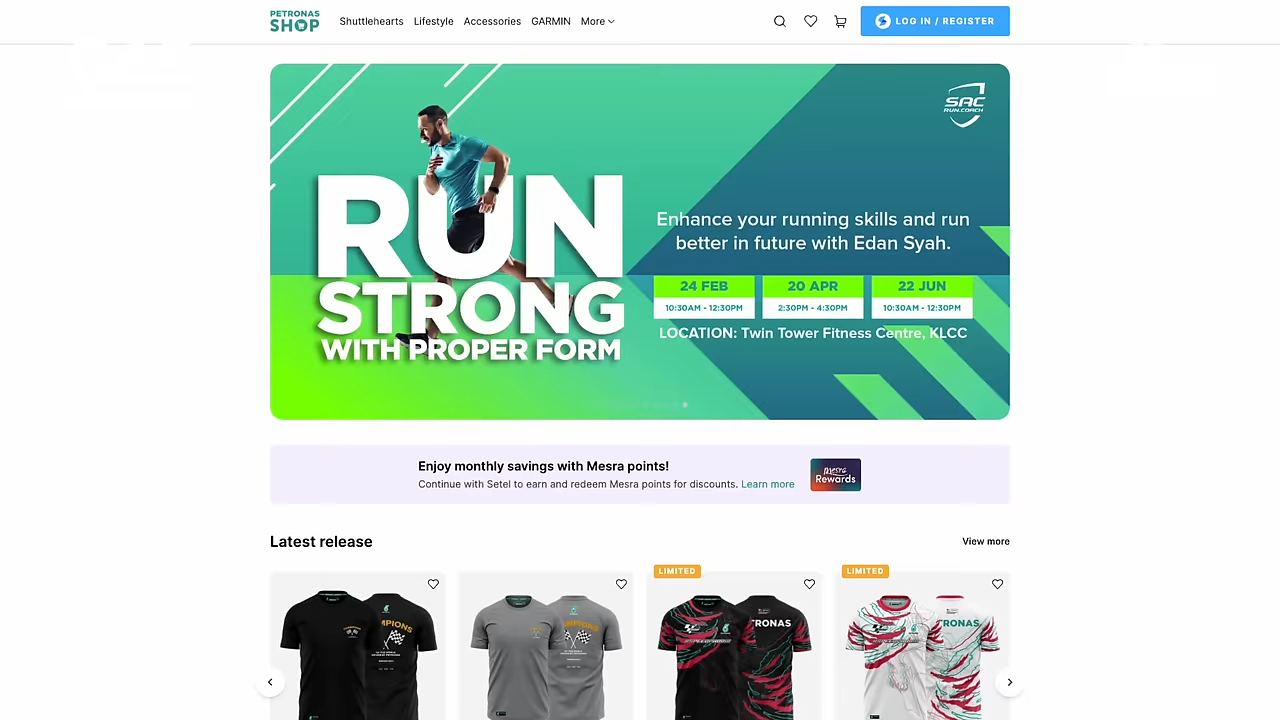 PETRONAS
SHOP
Shuttlehearts Lifestyle Accessories GARMIN More
LOG IN / REGISTER
SAC
RUN.COACH
RUN
STRONG
WITH PROPER FORM
Enhance your running skills and run
better in future with Edan Syah.
24 FEB 20 APR 22 JUN
10:30AM - 12:30PM 2:30PM - 4:30PM 10:30AM - 12:30PM
LOCATION: Twin Tower Fitness Centre, KLCC
Enjoy monthly savings with Mesra points!
Continue with Setel to earn and redeem Mesra points for discounts. Learn more
mesra
Rewards
Latest release
View more
LIMITED
LIMITED
MPIONS
TRONAS
TRONAS